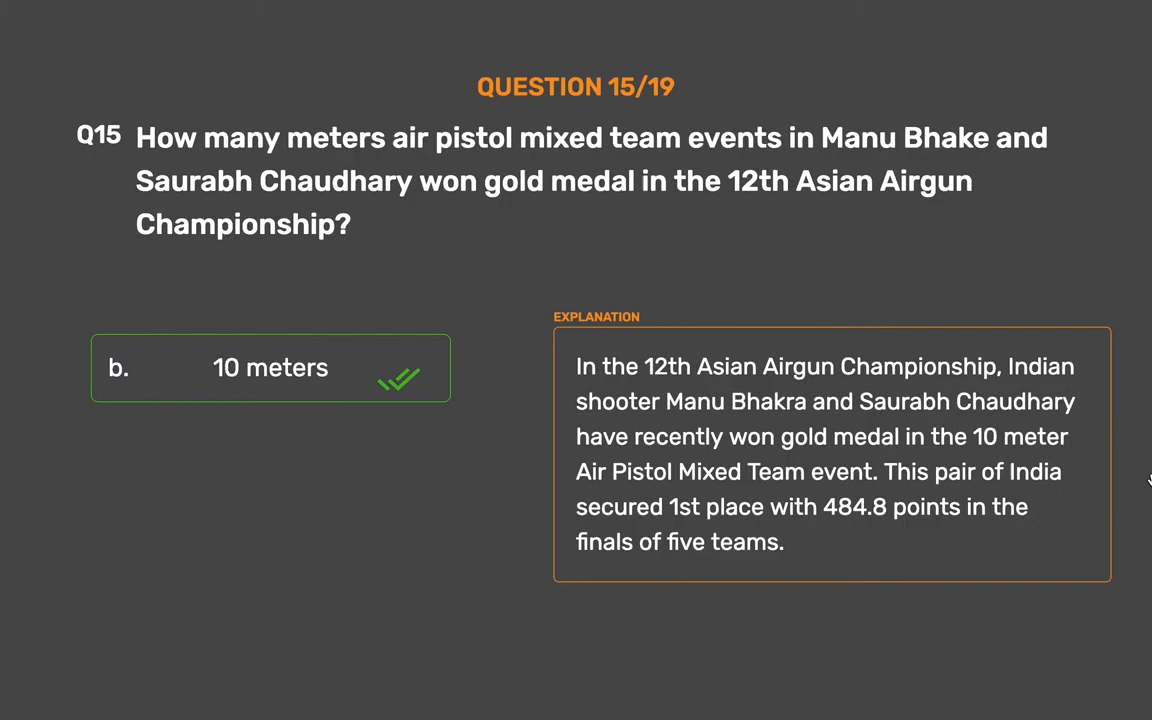 QUESTION 15/19
Q15 How many meters air pistol mixed team events in Manu Bhake and
Saurabh Chaudhary won gold medal in the 12th Asian Airgun
Championship?
b. 10 meters
EXPLANATION
In the 12th Asian Airgun Championship, Indian
shooter Manu Bhakra and Saurabh Chaudhary
have recently won gold medal in the 10 meter
Air Pistol Mixed Team event. This pair of India
secured 1st place with 484.8 points in the
finals of five teams.